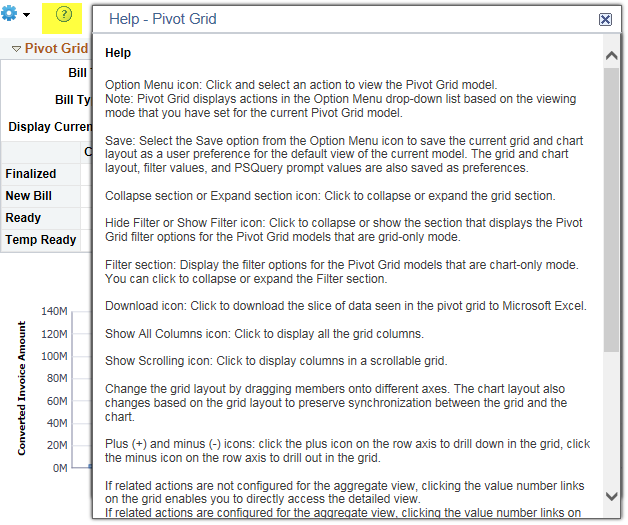 ?
Help - Pivot Grid
Pivot Grid
Bill T
Bill Ty
Display Curren
C
Finalized
New Bill
Ready
Temp Ready
Converted Invoice Amount
140M
120M
100M
80M
60M
40M
20M
0M
Help
Option Menu icon: Click and select an action to view the Pivot Grid model.
Note: Pivot Grid displays actions in the Option Menu drop-down list based on the viewing
mode that you have set for the current Pivot Grid model.
Save: Select the Save option from the Option Menu icon to save the current grid and chart
layout as a user preference for the default view of the current model. The grid and chart
layout, filter values, and PSQuery prompt values are also saved as preferences.
Collapse section or Expand section icon: Click to collapse or expand the grid section.
Hide Filter or Show Filter icon: Click to collapse or show the section that displays the Pivot
Grid filter options for the Pivot Grid models that are grid-only mode.
Filter section: Display the filter options for the Pivot Grid models that are chart-only mode.
You can click to collapse or expand the Filter section.
Download icon: Click to download the slice of data seen in the pivot grid to Microsoft Excel.
Show All Columns icon: Click to display all the grid columns.
Show Scrolling icon: Click to display columns in a scrollable grid.
Change the grid layout by dragging members onto different axes. The chart layout also
changes based on the grid layout to preserve synchronization between the grid and the
chart.
Plus (+) and minus (-) icons: click the plus icon on the row axis to drill down in the grid, click
the minus icon on the row axis to drill out in the grid.
If related actions are not configured for the aggregate view, clicking the value number links
on the grid enables you to directly access the detailed view.
If related actions are configured for the aggregate view, clicking the value number links on